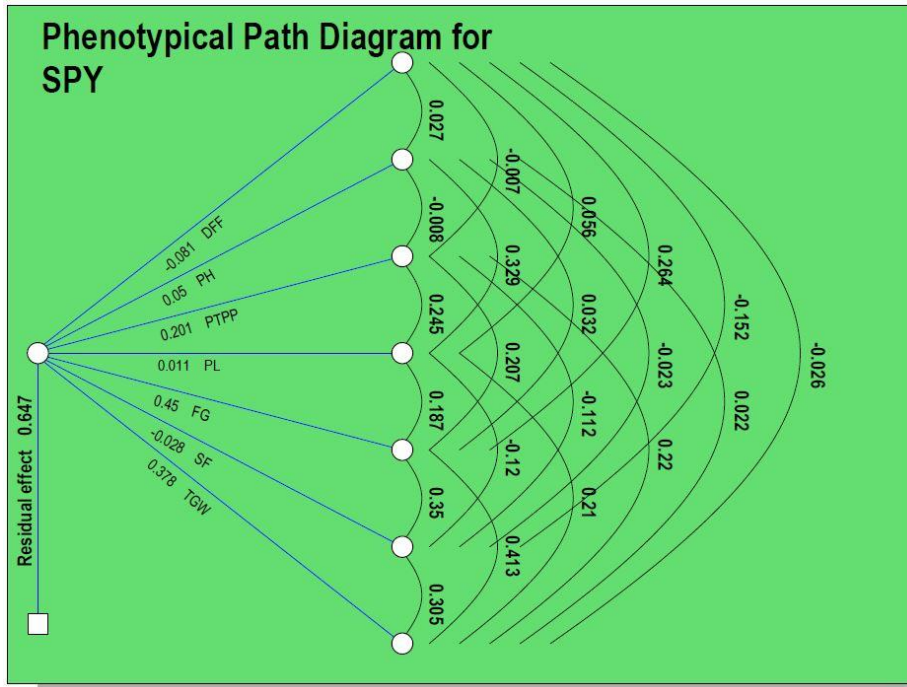 Phenotypical Path Diagram for
SPY
-0.081 DFF
0.05 PH
0.201 PTPP
0.011 PL
0.45 FG
-0.028 SF
0.378 TGW
Residual effect 0.647
0.027
-0.008
0.245
0.187
0.35
0.305
-0.007
0.329
0.207
-0.12
0.413
0.056
0.032
-0.112
0.21
0.264
-0.023
0.22
-0.152
0.022
-0.026